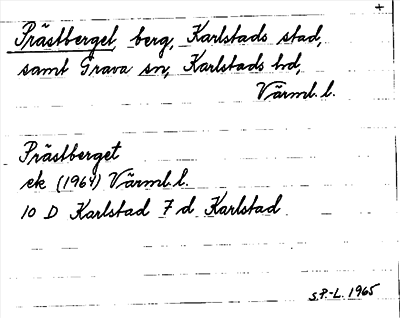 +
Prästberget, berg, Karlstads stad,
samt Grava sn, Karlstads hd,
Värml. l.
Prästberget
ek (1964) Värml. l.
10 D Karlstad 7 d Karlstad
S.P.-L. 1965